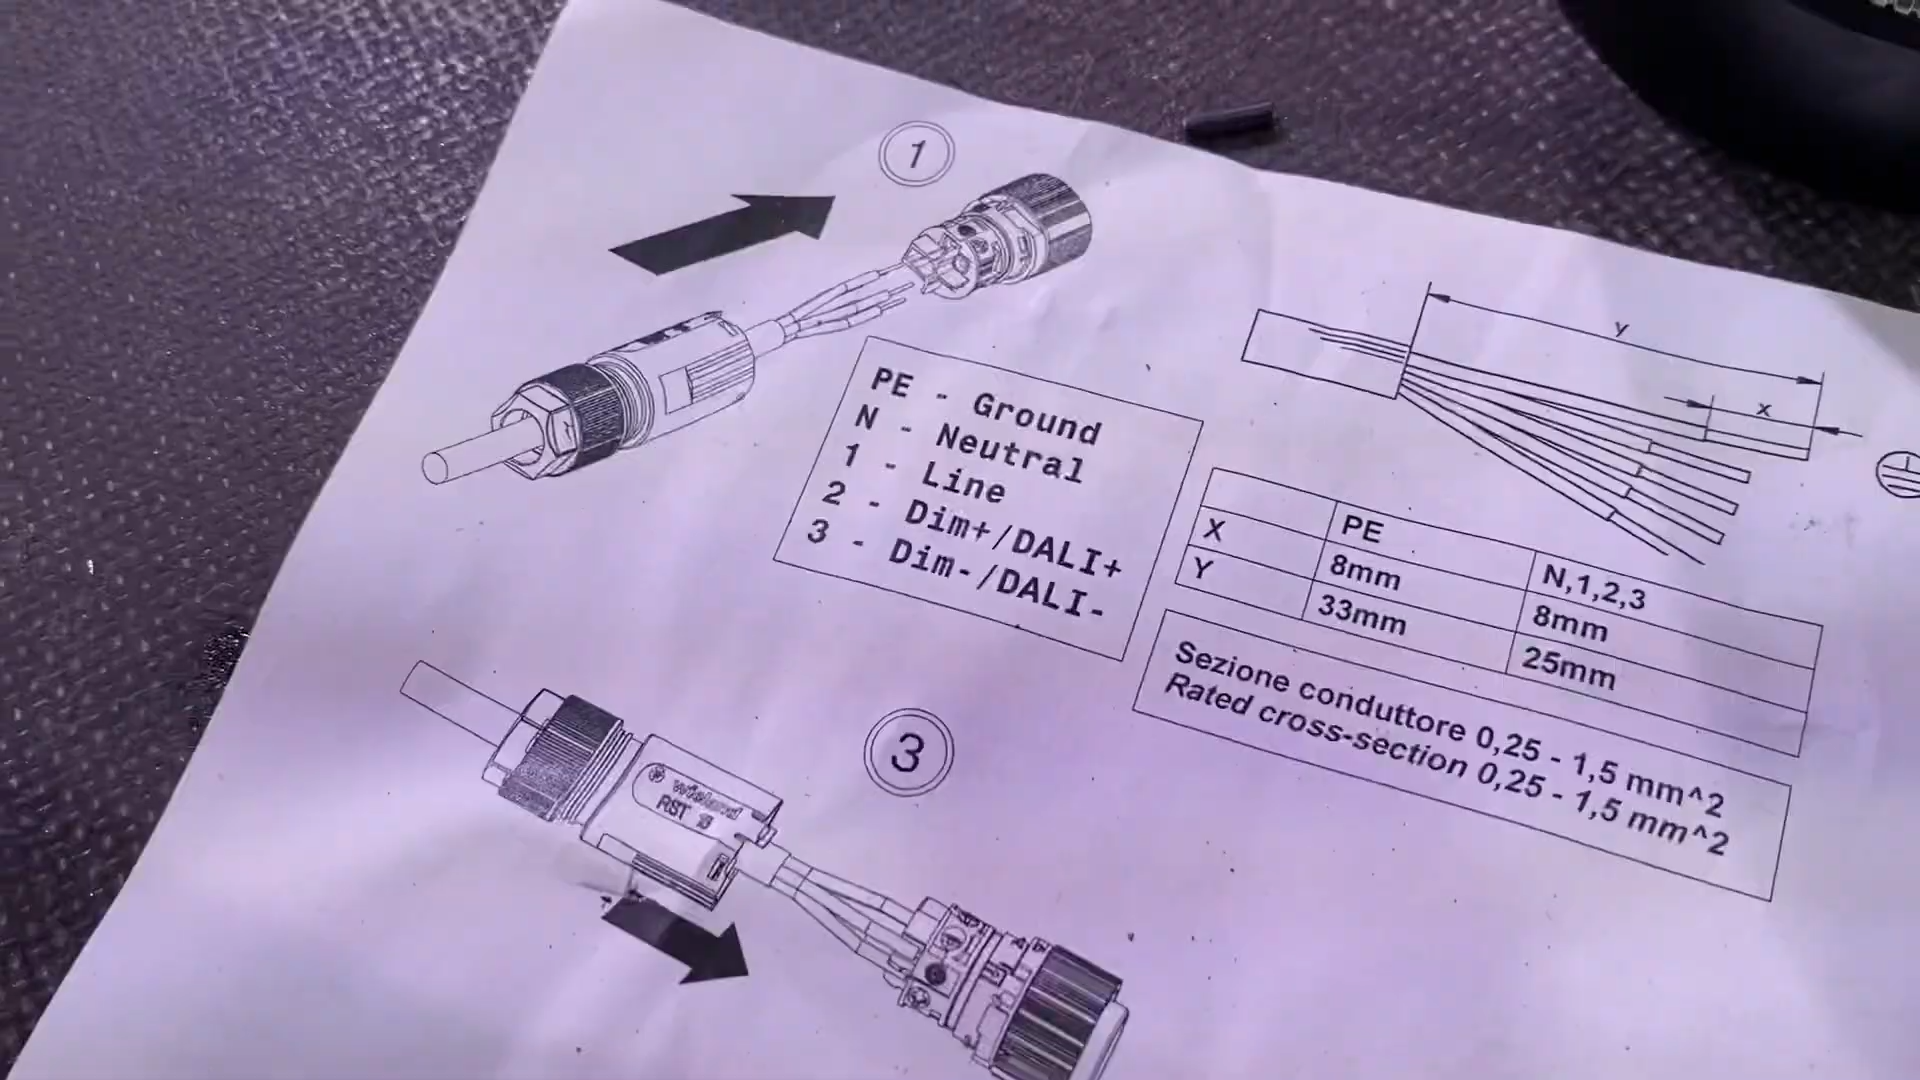 1
PE - Ground
N - Neutral
1 - Line
2 - Dim+/DALI+
3 - Dim-/DALI-
y
x
PE N,1,2,3
X 8mm 8mm
Y 33mm 25mm
Sezione conduttore 0,25 - 1,5 mm^2
Rated cross-section 0,25 - 1,5 mm^2
3
wieland
RST